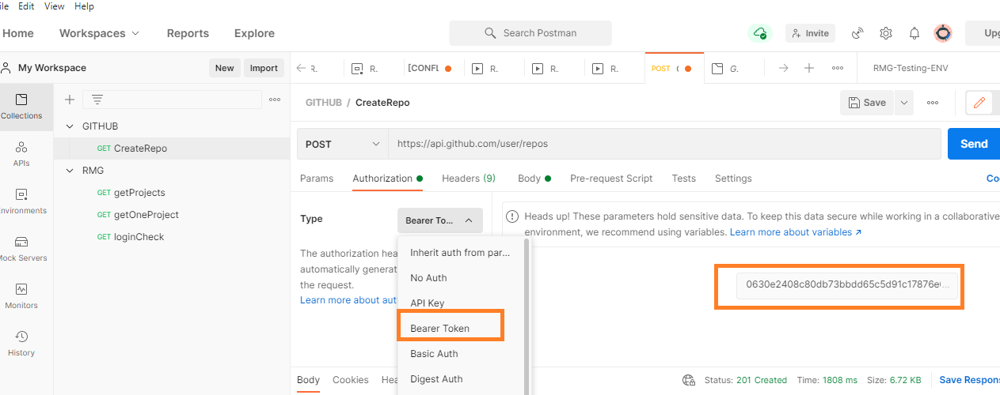 ile Edit View Help
Home Workspaces Reports Explore Search Postman Invite Upg
My Workspace New Import R. R. [CONFL R. R. R. POST G. RMG-Testing-ENV
GITHUB / CreateRepo Save
Collections
GITHUB
GET CreateRepo
POST https://api.github.com/user/repos Send
APIs
RMG
Params Authorization Headers (9) Body Pre-request Script Tests Settings Co
GET getProjects
nvironments
GET getOneProject
GET loginCheck
Type Bearer To...
Heads up! These parameters hold sensitive data. To keep this data secure while working in a collaborative
environment, we recommend using variables. Learn more about variables
Mock Servers
The authorization hea
automatically generat
the request.
Learn more about aut
Inherit auth from par...
No Auth
API Key
Bearer Token
Basic Auth
Digest Auth
Monitors
History
Body Cookies Hea Status: 201 Created Time: 1808 ms Size: 6.72 KB Save Respons